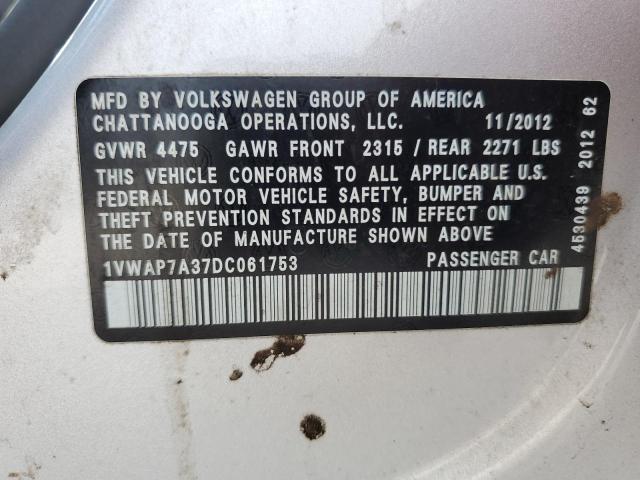 MFD BY VOLKSWAGEN GROUP OF AMERICA
CHATTANOOGA OPERATIONS, LLC. 11/2012
GVWR 4475 GAWR FRONT 2315 / REAR 2271 LBS
THIS VEHICLE CONFORMS TO ALL APPLICABLE U.S.
FEDERAL MOTOR VEHICLE SAFETY, BUMPER AND
THEFT PREVENTION STANDARDS IN EFFECT ON
THE DATE OF MANUFACTURE SHOWN ABOVE.
1VWAP7A37DC061753 PASSENGER CAR
4530439 2012 62